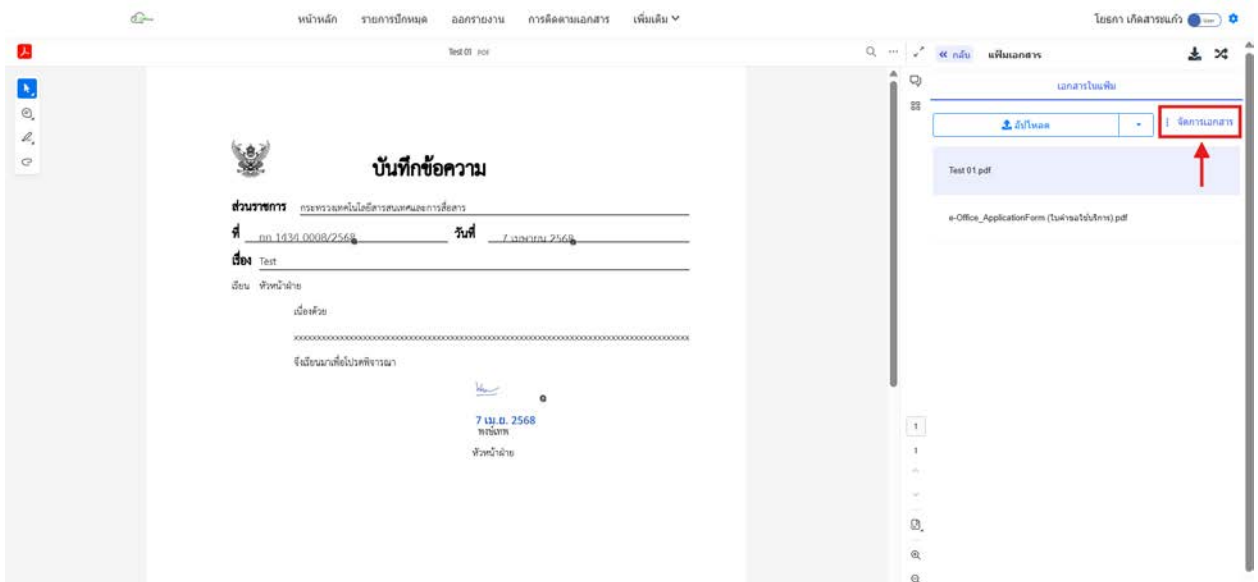 หน้าหลัก รายการปักหมุด ออกรายงาน การติดตามเอกสาร เพิ่มเติม โยธกา เกิดสารชแก้ว
Test 01 PDF
กลับ แฟ้มเอกสาร
เอกสารในแฟ้ม
อัปโหลด จัดการเอกสาร
Test 01.pdf
e-Office_ApplicationForm (ใบคำขอใช้บริการ).pdf
บันทึกข้อความ
ส่วนราชการ กระทรวงเทคโนโลยีสารสนเทศและการสื่อสาร
ที่ กก 1434 0008/2568 วันที่ 7 เมษายน 2568
เรื่อง Test
เรียน หัวหน้าฝ่าย
เนื่องด้วย
จึงเรียนมาเพื่อโปรดพิจารณา
7 เม.ย. 2568
พงษ์เทพ
หัวหน้าฝ่าย
1
1